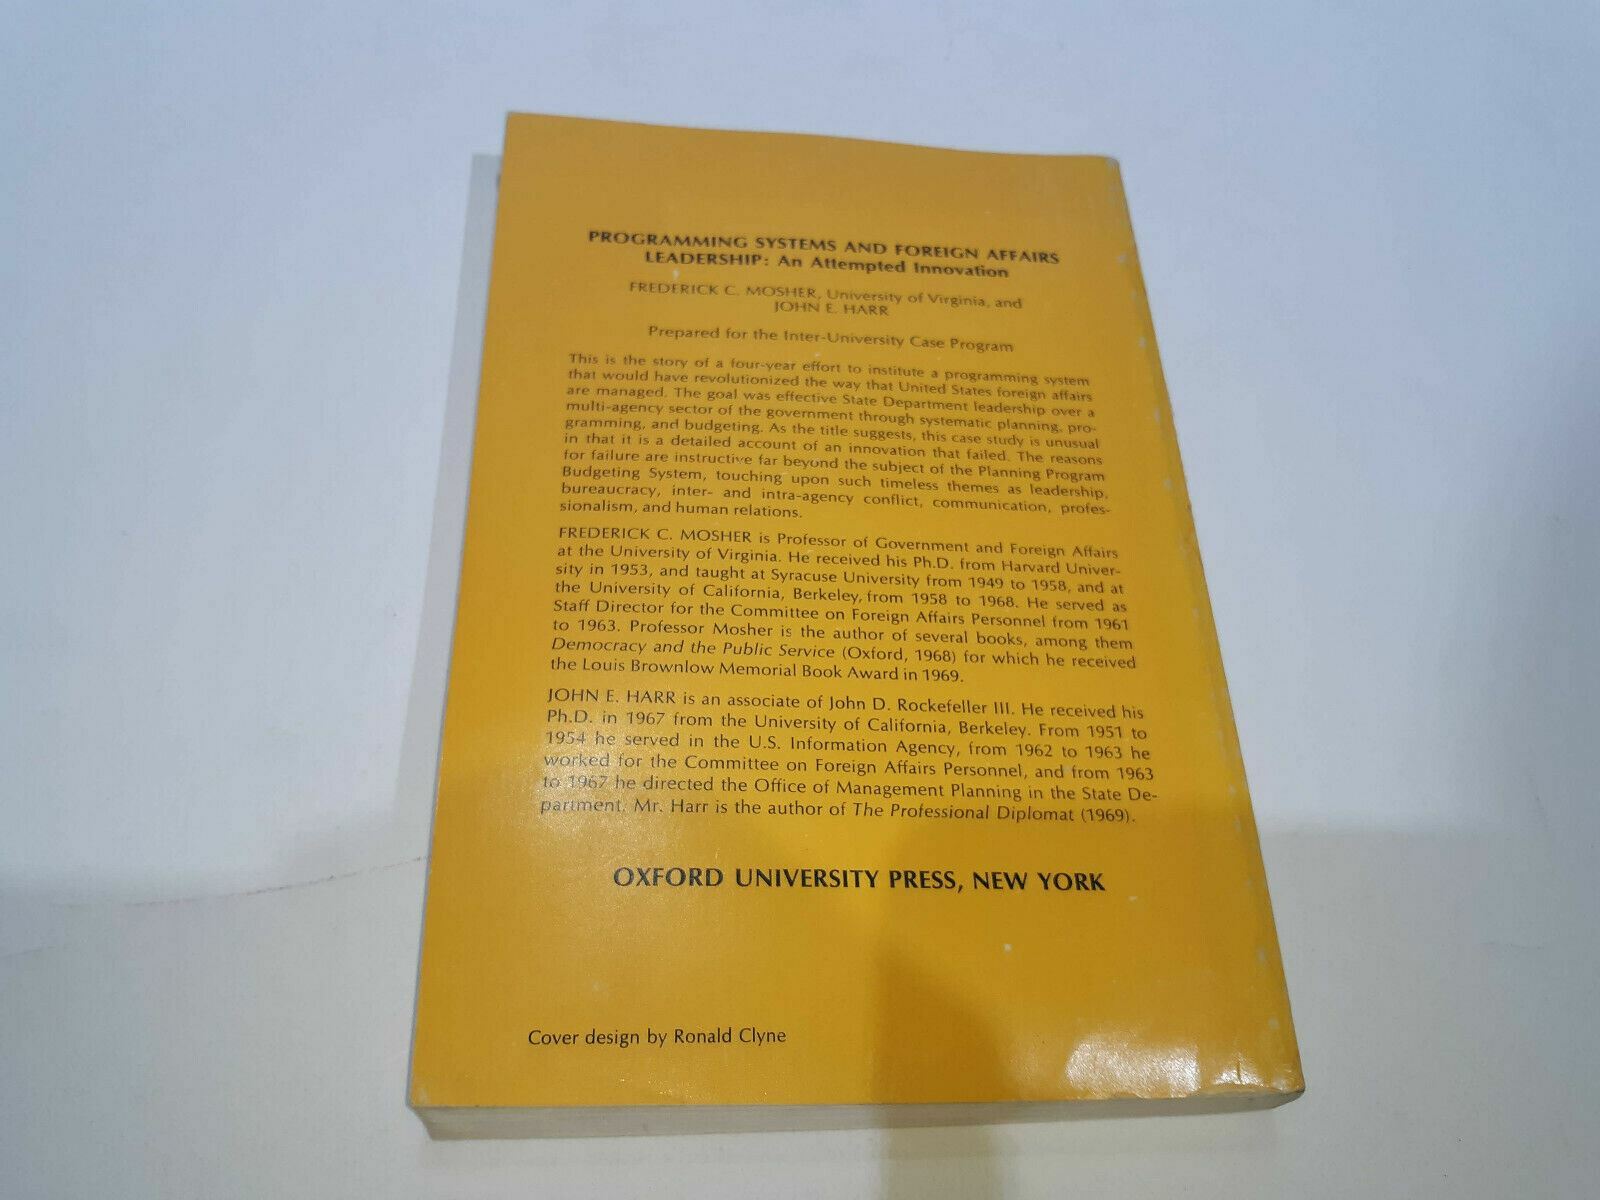 PROGRAMMING SYSTEMS AND FOREIGN AFFAIRS
LEADERSHIP: An Attempted Innovation
FREDERICK C. MOSHER, University of Virginia, and
JOHN E. HARR
Prepared for the Inter-University Case Program
This is the story of a four-year effort to institute a programming system
that would have revolutionized the way that United States foreign affairs
are managed. The goal was effective State Department leadership over a
multi-agency sector of the government through systematic planning, pro-
gramming, and budgeting. As the title suggests, this case study is unusual
in that it is a detailed account of an innovation that failed. The reasons
for failure are instructive far beyond the subject of the Planning Program
Budgeting System, touching upon such timeless themes as leadership,
bureaucracy, inter- and intra-agency conflict, communication, profes-
sionalism, and human relations.
FREDERICK C. MOSHER is Professor of Government and Foreign Affairs
at the University of Virginia. He received his Ph.D. from Harvard Univer-
sity in 1953, and taught at Syracuse University from 1949 to 1958, and at
the University of California, Berkeley, from 1958 to 1968. He served as
Staff Director for the Committee on Foreign Affairs Personnel from 1961
to 1963. Professor Mosher is the author of several books, among them
Democracy and the Public Service (Oxford, 1968) for which he received
the Louis Brownlow Memorial Book Award in 1969.
JOHN E. HARR is an associate of John D. Rockefeller III. He received his
Ph.D. in 1967 from the University of California, Berkeley. From 1951 to
1954 he served in the U.S. Information Agency, from 1962 to 1963 he
worked for the Committee on Foreign Affairs Personnel, and from 1963
to 1967 he directed the Office of Management Planning in the State De-
partment. Mr. Harr is the author of The Professional Diplomat (1969).
OXFORD UNIVERSITY PRESS, NEW YORK
Cover design by Ronald Clyne